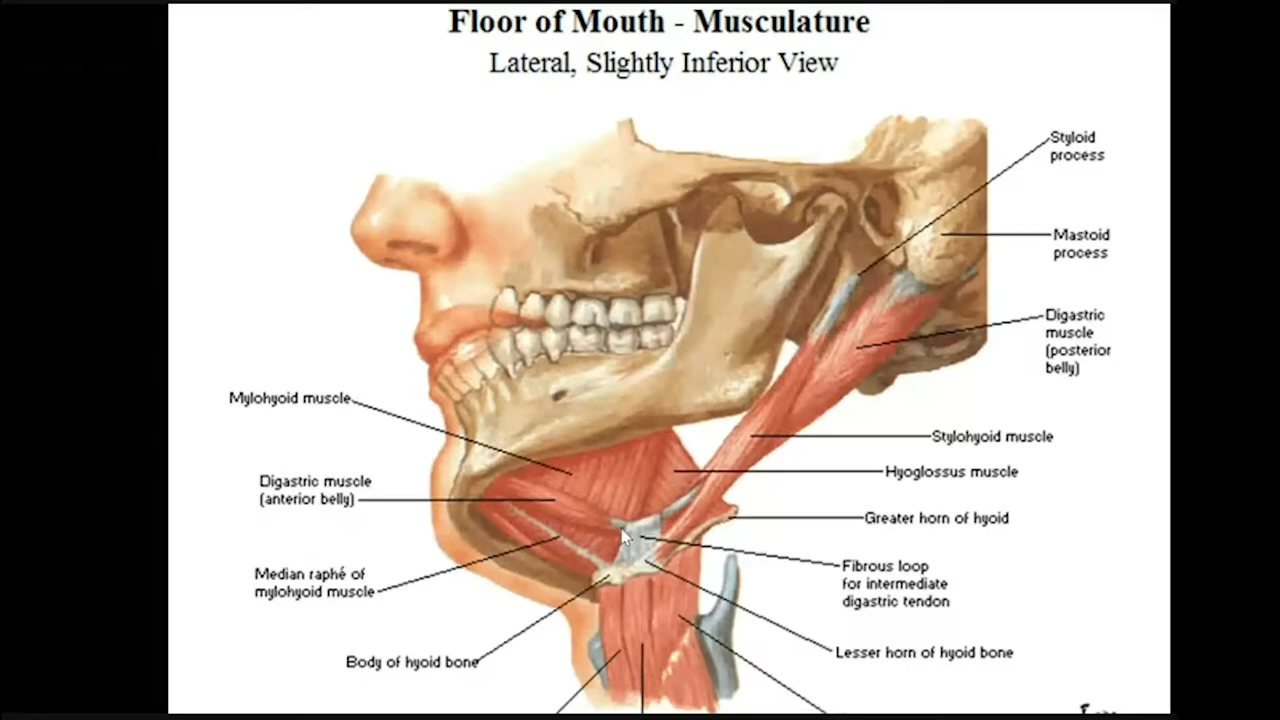 Floor of Mouth - Musculature
Lateral, Slightly Inferior View
Styloid
process
Mastoid
process
Digastric
muscle
(posterior
belly)
Mylohyoid muscle
Stylohyoid muscle
Hyoglossus muscle
Digastric muscle
(anterior belly)
Greater horn of hyoid
Fibrous loop
for intermediate
digastric tendon
Median raphé of
mylohyoid muscle
Lesser horn of hyoid bone
Body of hyoid bone